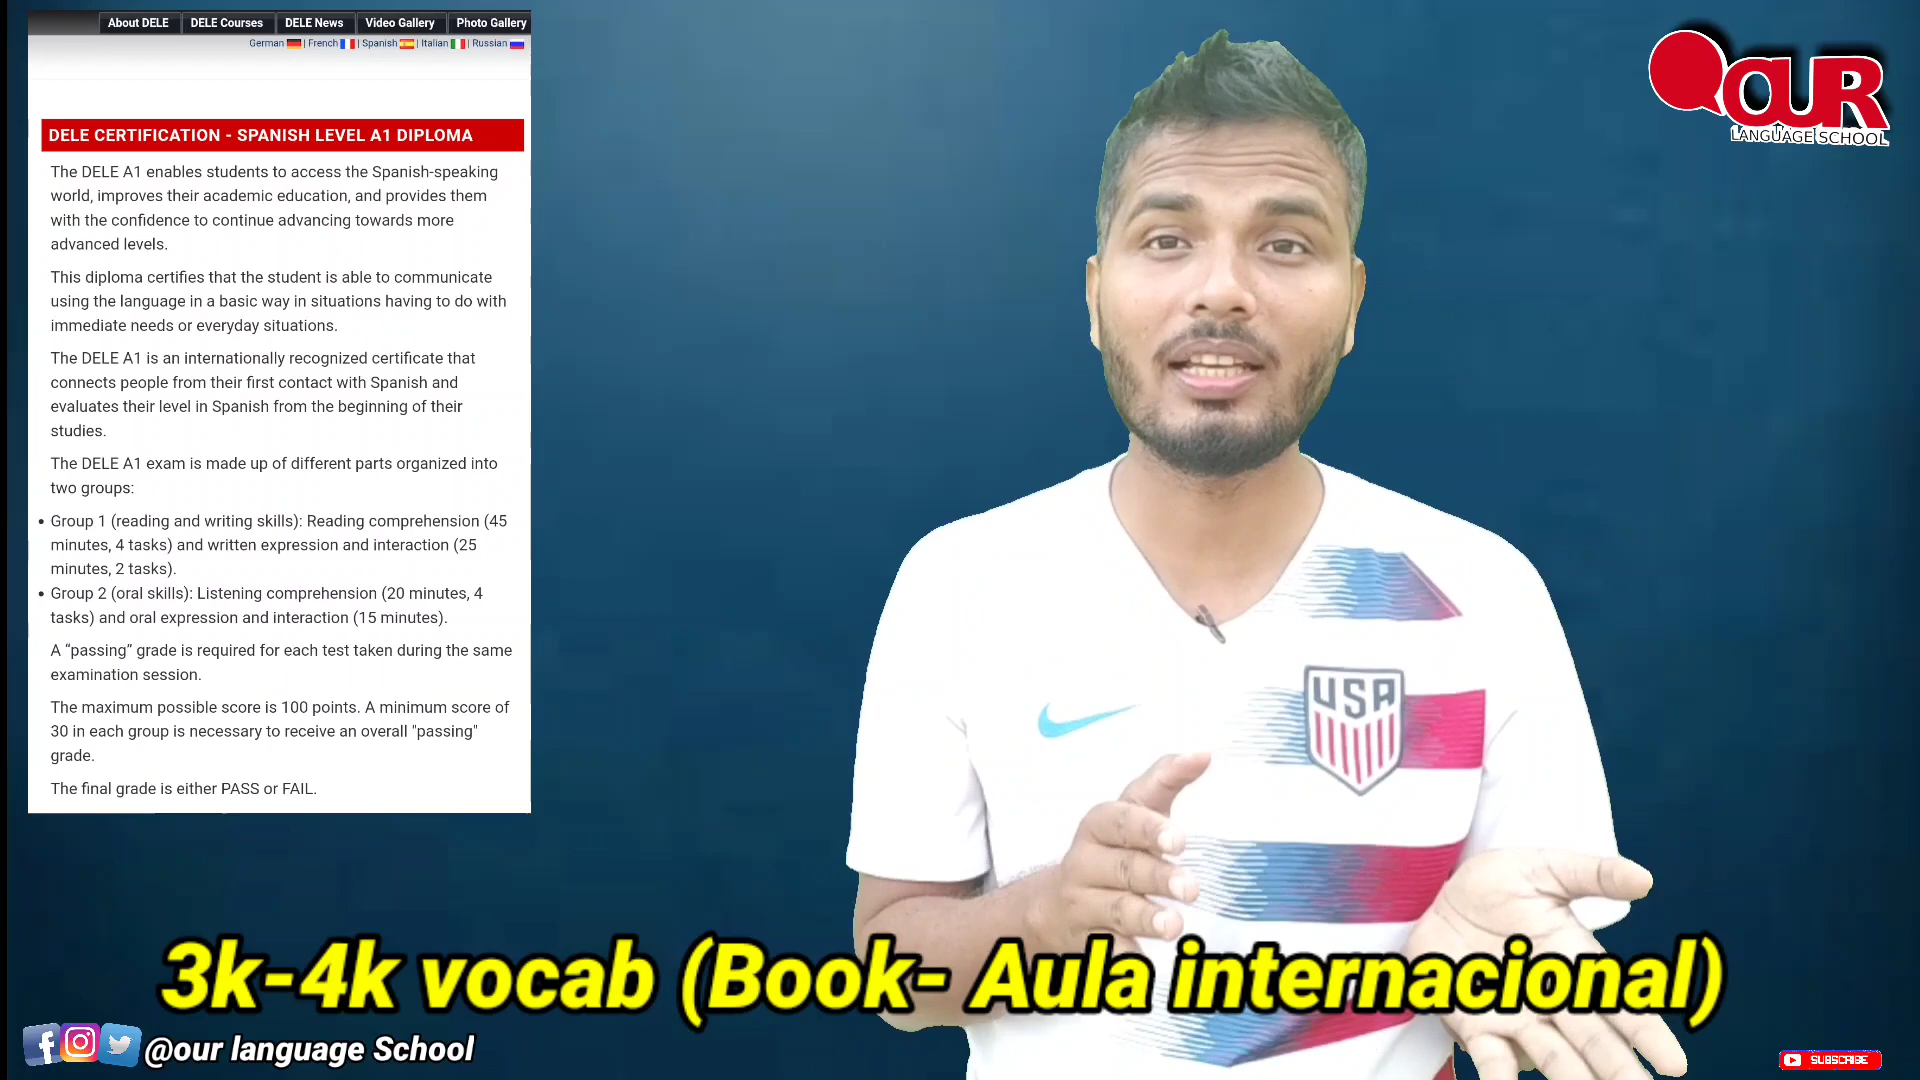 About DELE DELE Courses DELE News Video Gallery Photo Gallery
German | French | Spanish | Italian | Russian
OUR
LANGUAGE SCHOOL
DELE CERTIFICATION - SPANISH LEVEL A1 DIPLOMA
The DELE A1 enables students to access the Spanish-speaking
world, improves their academic education, and provides them
with the confidence to continue advancing towards more
advanced levels.
This diploma certifies that the student is able to communicate
using the language in a basic way in situations having to do with
immediate needs or everyday situations.
The DELE A1 is an internationally recognized certificate that
connects people from their first contact with Spanish and
evaluates their level in Spanish from the beginning of their
studies.
The DELE A1 exam is made up of different parts organized into
two groups:
• Group 1 (reading and writing skills): Reading comprehension (45
minutes, 4 tasks) and written expression and interaction (25
minutes, 2 tasks).
• Group 2 (oral skills): Listening comprehension (20 minutes, 4
tasks) and oral expression and interaction (15 minutes).
A “passing” grade is required for each test taken during the same
examination session.
The maximum possible score is 100 points. A minimum score of
30 in each group is necessary to receive an overall "passing"
grade.
The final grade is either PASS or FAIL.
USA
3k-4k vocab (Book- Aula internacional)
@our language School
SUBSCRIBE